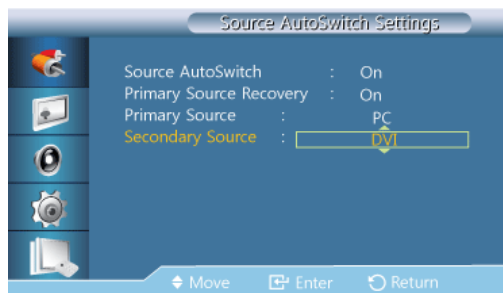 Source AutoSwitch Settings
Source AutoSwitch : On
Primary Source Recovery : On
Primary Source : PC
Secondary Source : DVI
Move Enter Return